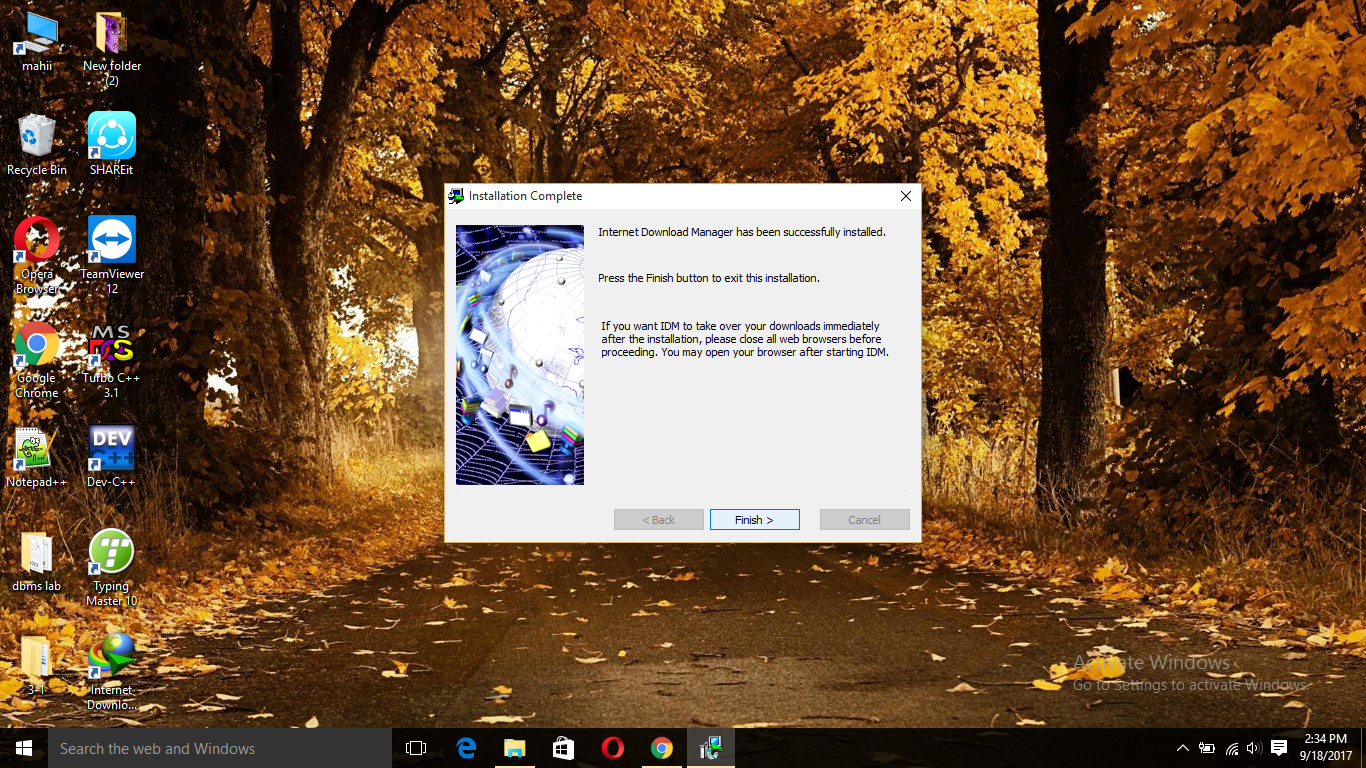 mahii
New folder
(2)
Recycle Bin
SHAREit
Opera
Browser
TeamViewer
12
Google
Chrome
MS
DOS
Turbo C++
3.1
Notepad++
DEV
C++
Dev-C++
dbms lab
Typing
Master 10
3-1
Internet
Downlo...
Installation Complete
Internet Download Manager has been successfully installed.
Press the Finish button to exit this installation.
If you want IDM to take over your downloads immediately
after the installation, please close all web browsers before
proceeding. You may open your browser after starting IDM.
< Back
Finish >
Cancel
Activate Windows
Go to Settings to activate Windows.
Search the web and Windows
2:34 PM
9/18/2017